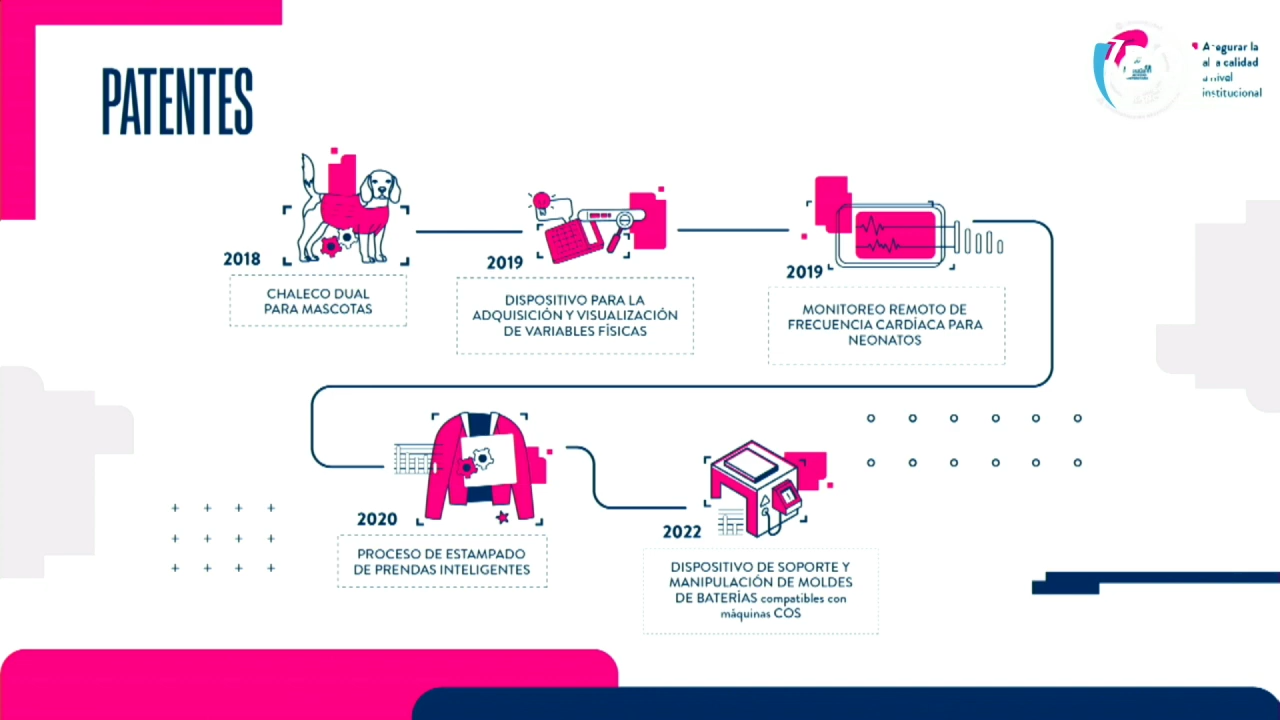 PATENTES
institucional
2018
CHALECO DUAL
PARA MASCOTAS
2019
DISPOSITIVO PARA LA
ADQUISICIÓN Y VISUALIZACIÓN
DE VARIABLES FÍSICAS
2019
MONITOREO REMOTO DE
FRECUENCIA CARDÍACA PARA
NEONATOS
2020
PROCESO DE ESTAMPADO
DE PRENDAS INTELIGENTES
2022
DISPOSITIVO DE SOPORTE Y
MANIPULACIÓN DE MOLDES
DE BATERÍAS compatibles con
máquinas COS